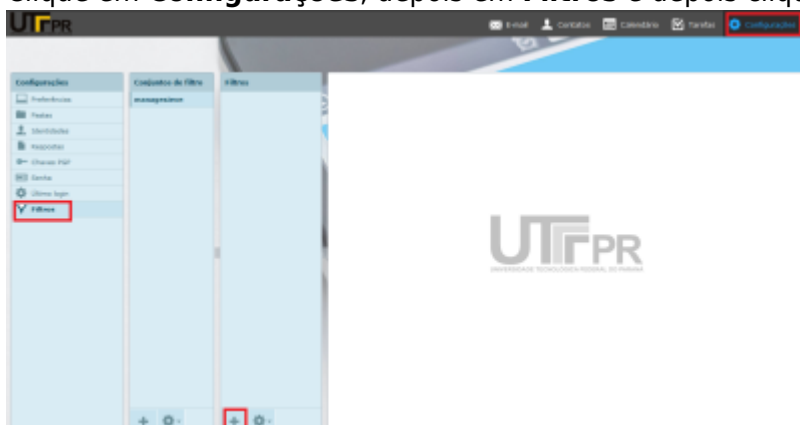 Clique em Configurações, depois em Filtros e depois cliq
UTFPR
E-mail Contatos Calendário Tarefas Configurações
Configurações Conjuntos de filtro Filtros
Preferências managesieve
Pastas
Identidades
Respostas
Chaves PGP
Senha
Último login
Filtros
UTFPR
UNIVERSIDADE TECNOLÓGICA FEDERAL DO PARANÁ